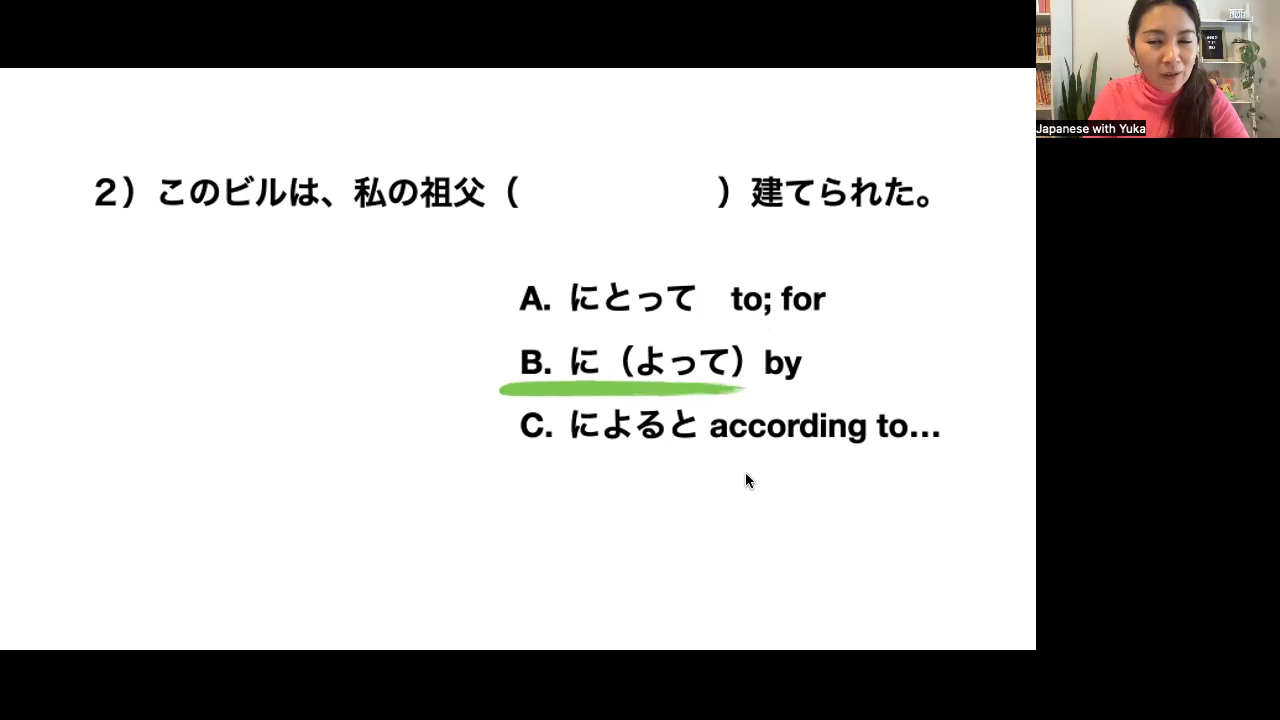 ２）このビルは、私の祖父（　　　　　　）建てられた。
A. にとって　to; for
B. に（よって）by
C. によると according to...
Japanese with Yuka